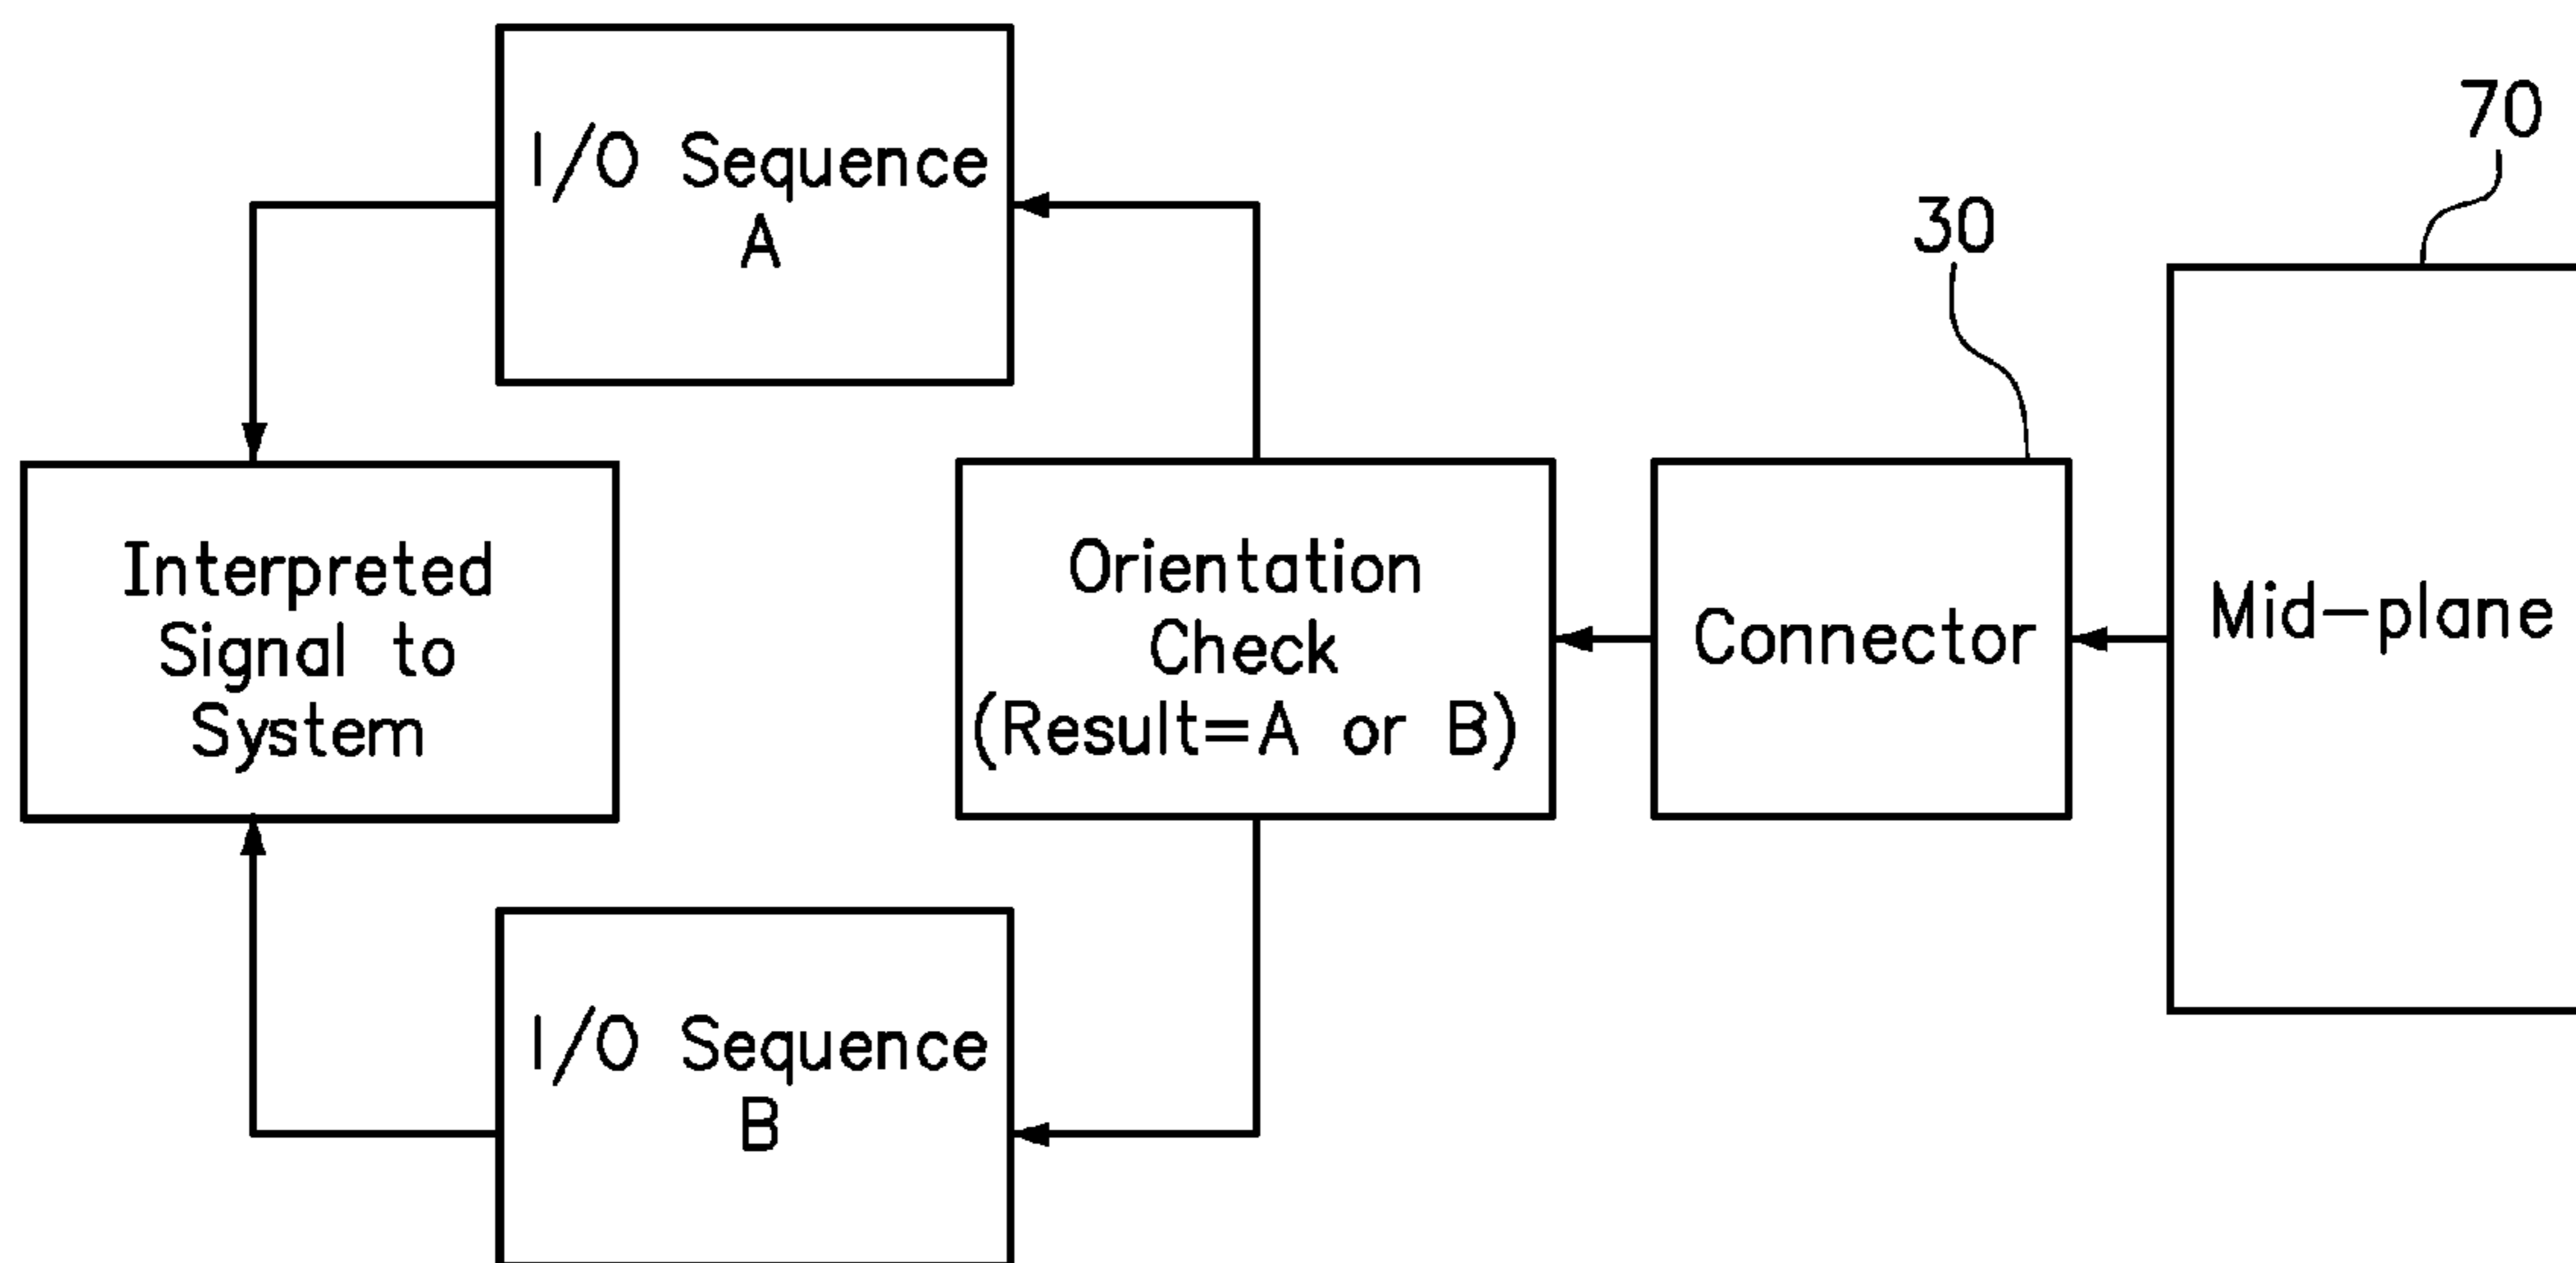 I/O Sequence
A
70
30
Interpreted
Signal to
System
Orientation
Check
(Result=A or B)
Connector
Mid-plane
I/O Sequence
B